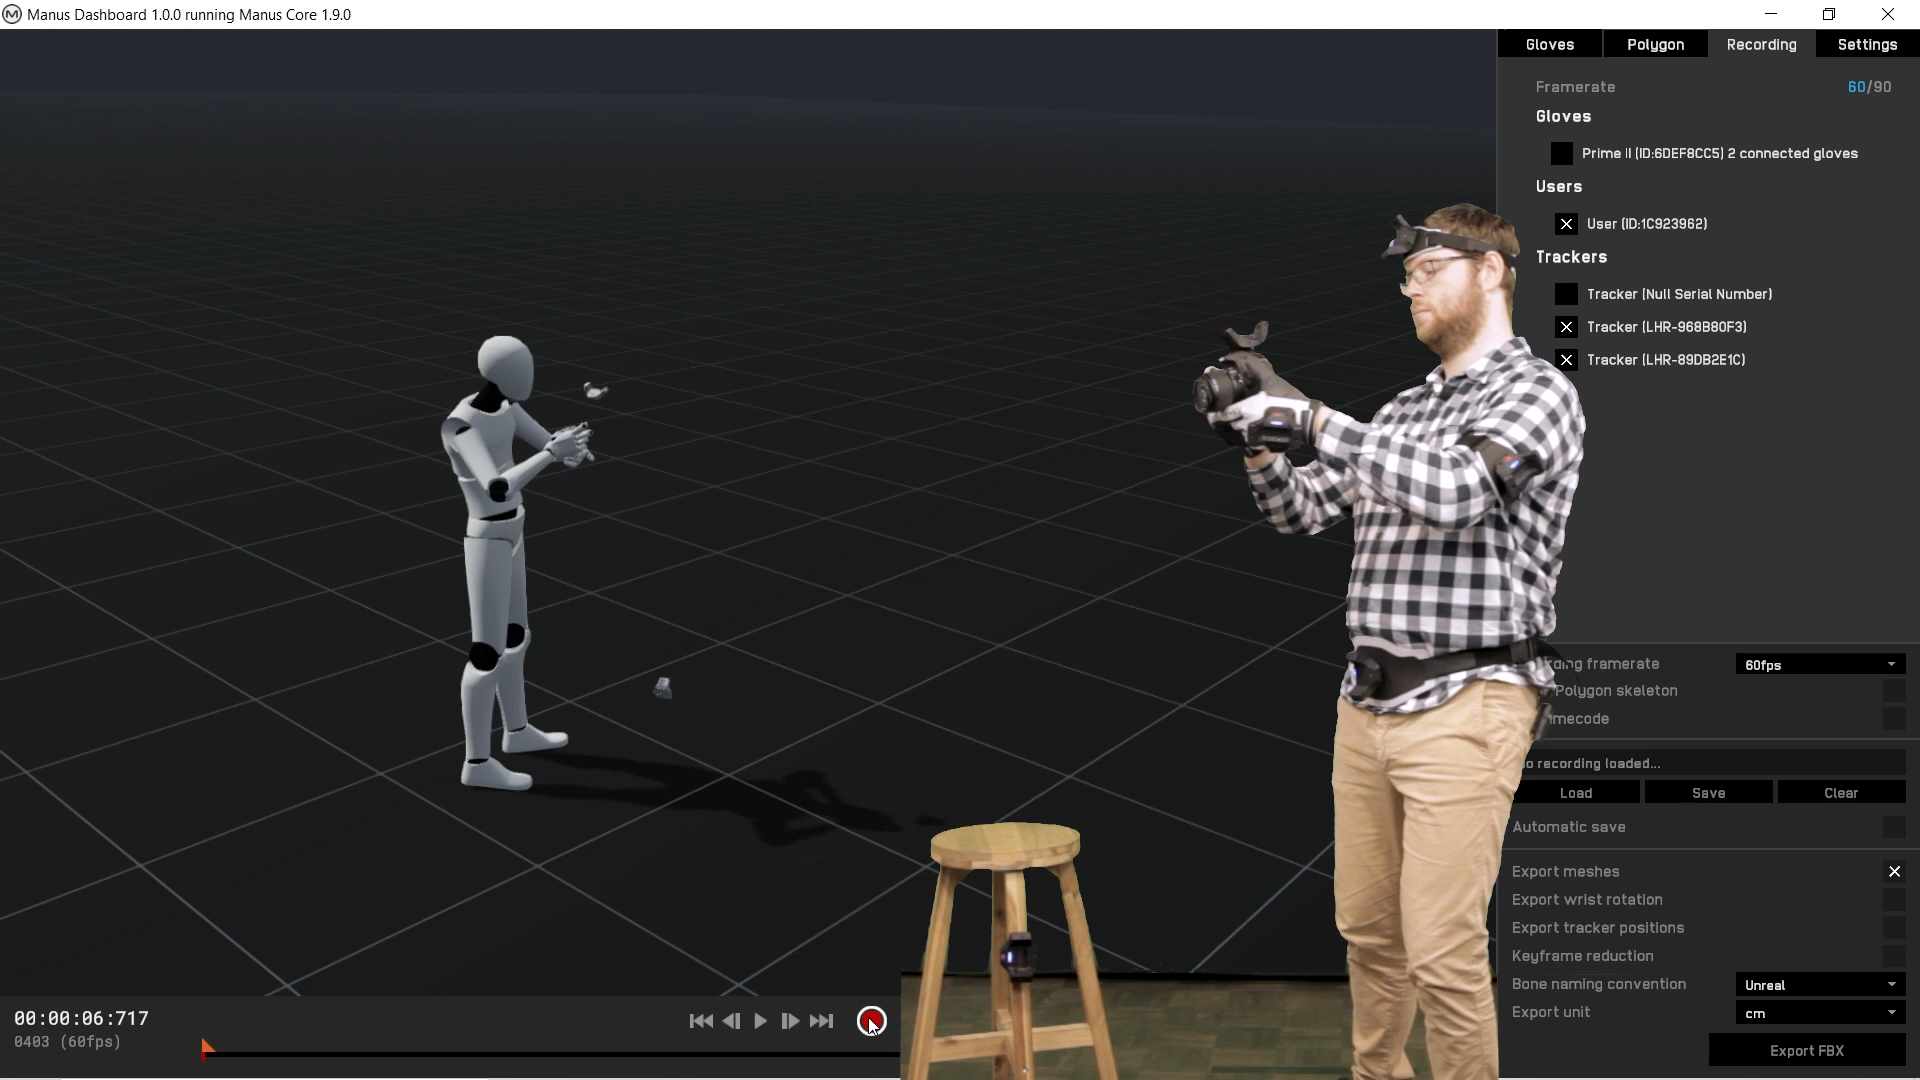 Manus Dashboard 1.0.0 running Manus Core 1.9.0
Gloves Polygon Recording Settings
Framerate 60/90
Gloves
Prime II (ID:6DEF8CC5) 2 connected gloves
Users
User (ID:1C923962)
Trackers
Tracker (Null Serial Number)
Tracker (LHR-968B80F3)
Tracker (LHR-89DB2E1C)
framerate 60fps
Polygon skeleton
recording loaded...
Load Save Clear
Automatic save
Export meshes
Export wrist rotation
Export tracker positions
Keyframe reduction
Bone naming convention Unreal
Export unit cm
Export FBX
00:00:06:717
0403 (60fps)